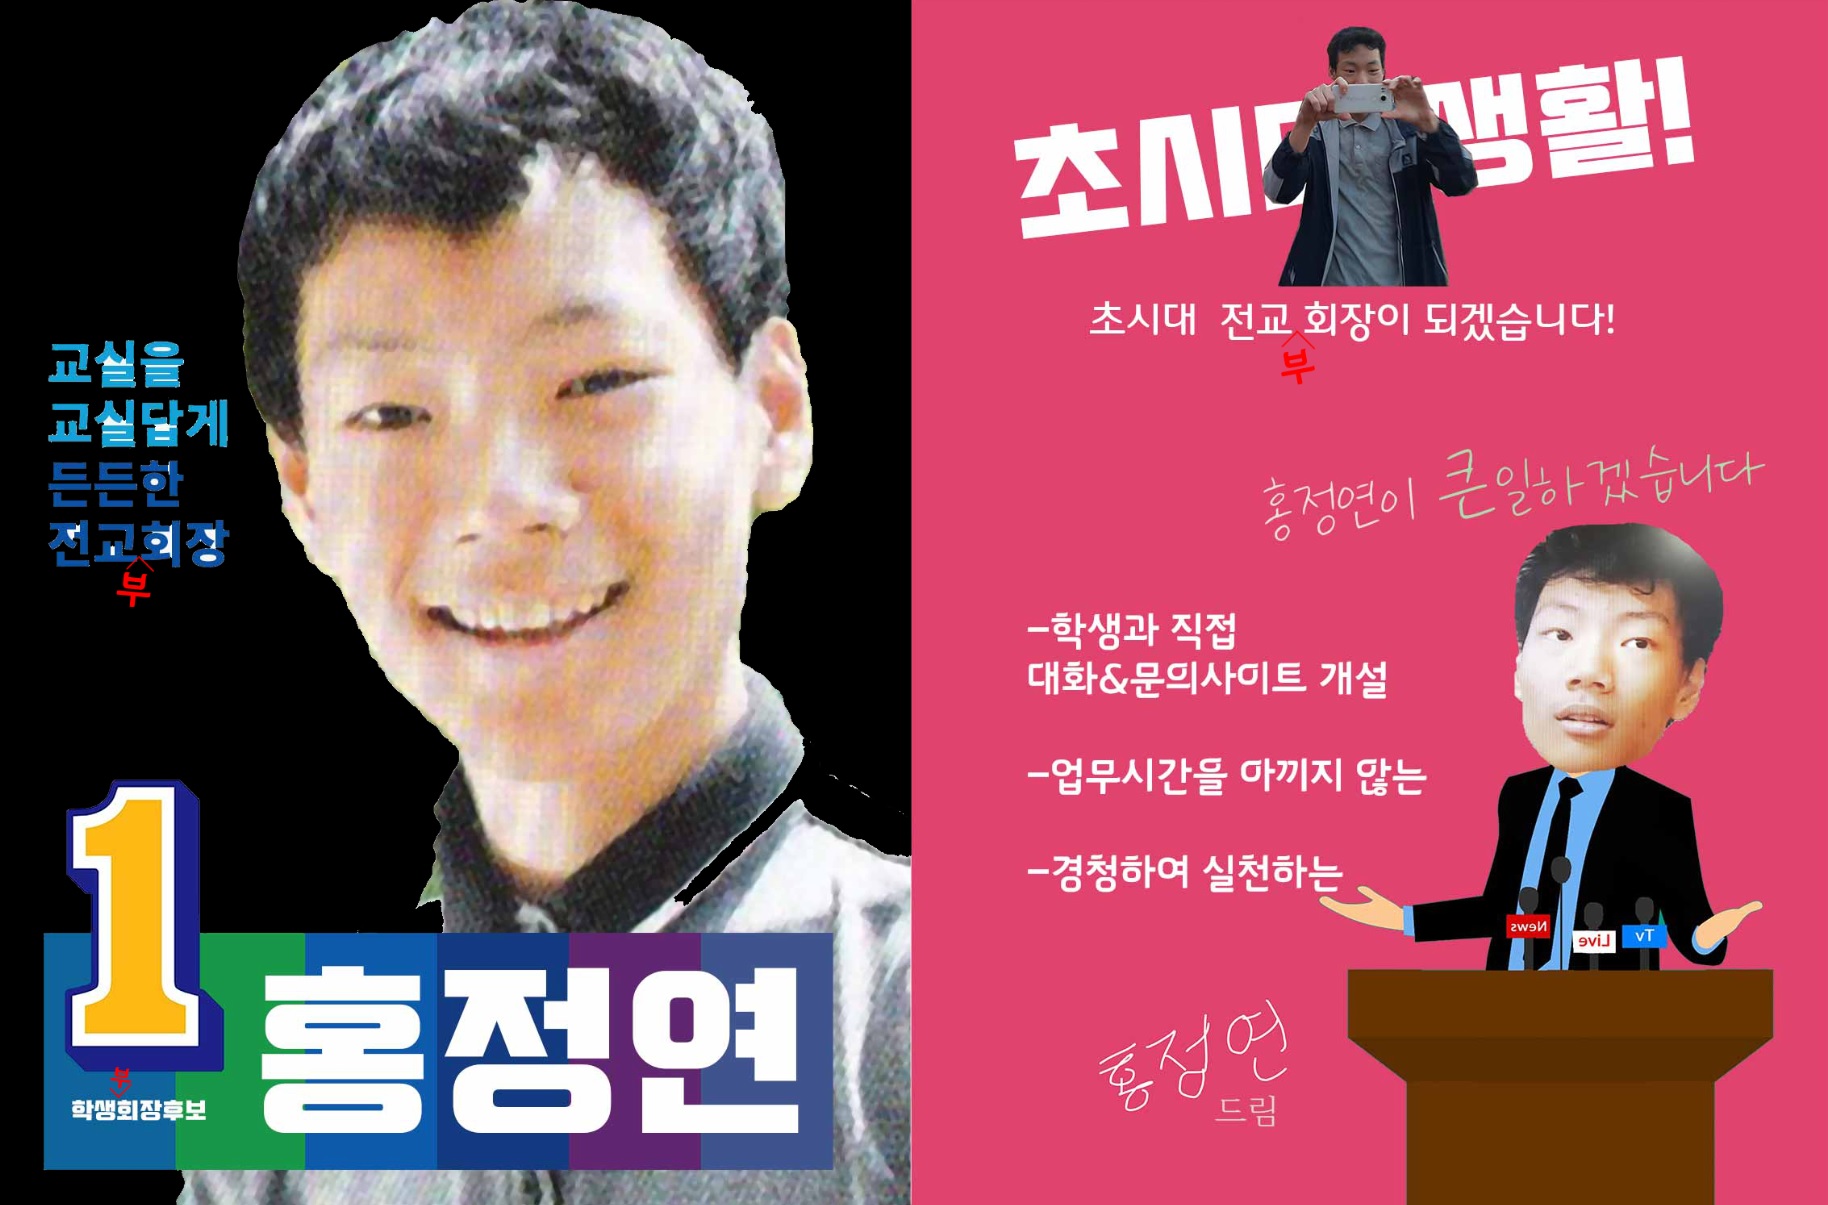 교실을
교실답게
든든한
전교회장
부
1
부
학생회장후보
홍정연
초시대생활!
초시대 전교 회장이 되겠습니다!
부
홍정연이 큰일하겠습니다
-학생과 직접
대화&문의사이트 개설
-업무시간을 아끼지 않는
-경청하여 실천하는
News
Live
Tv
홍정연
드림